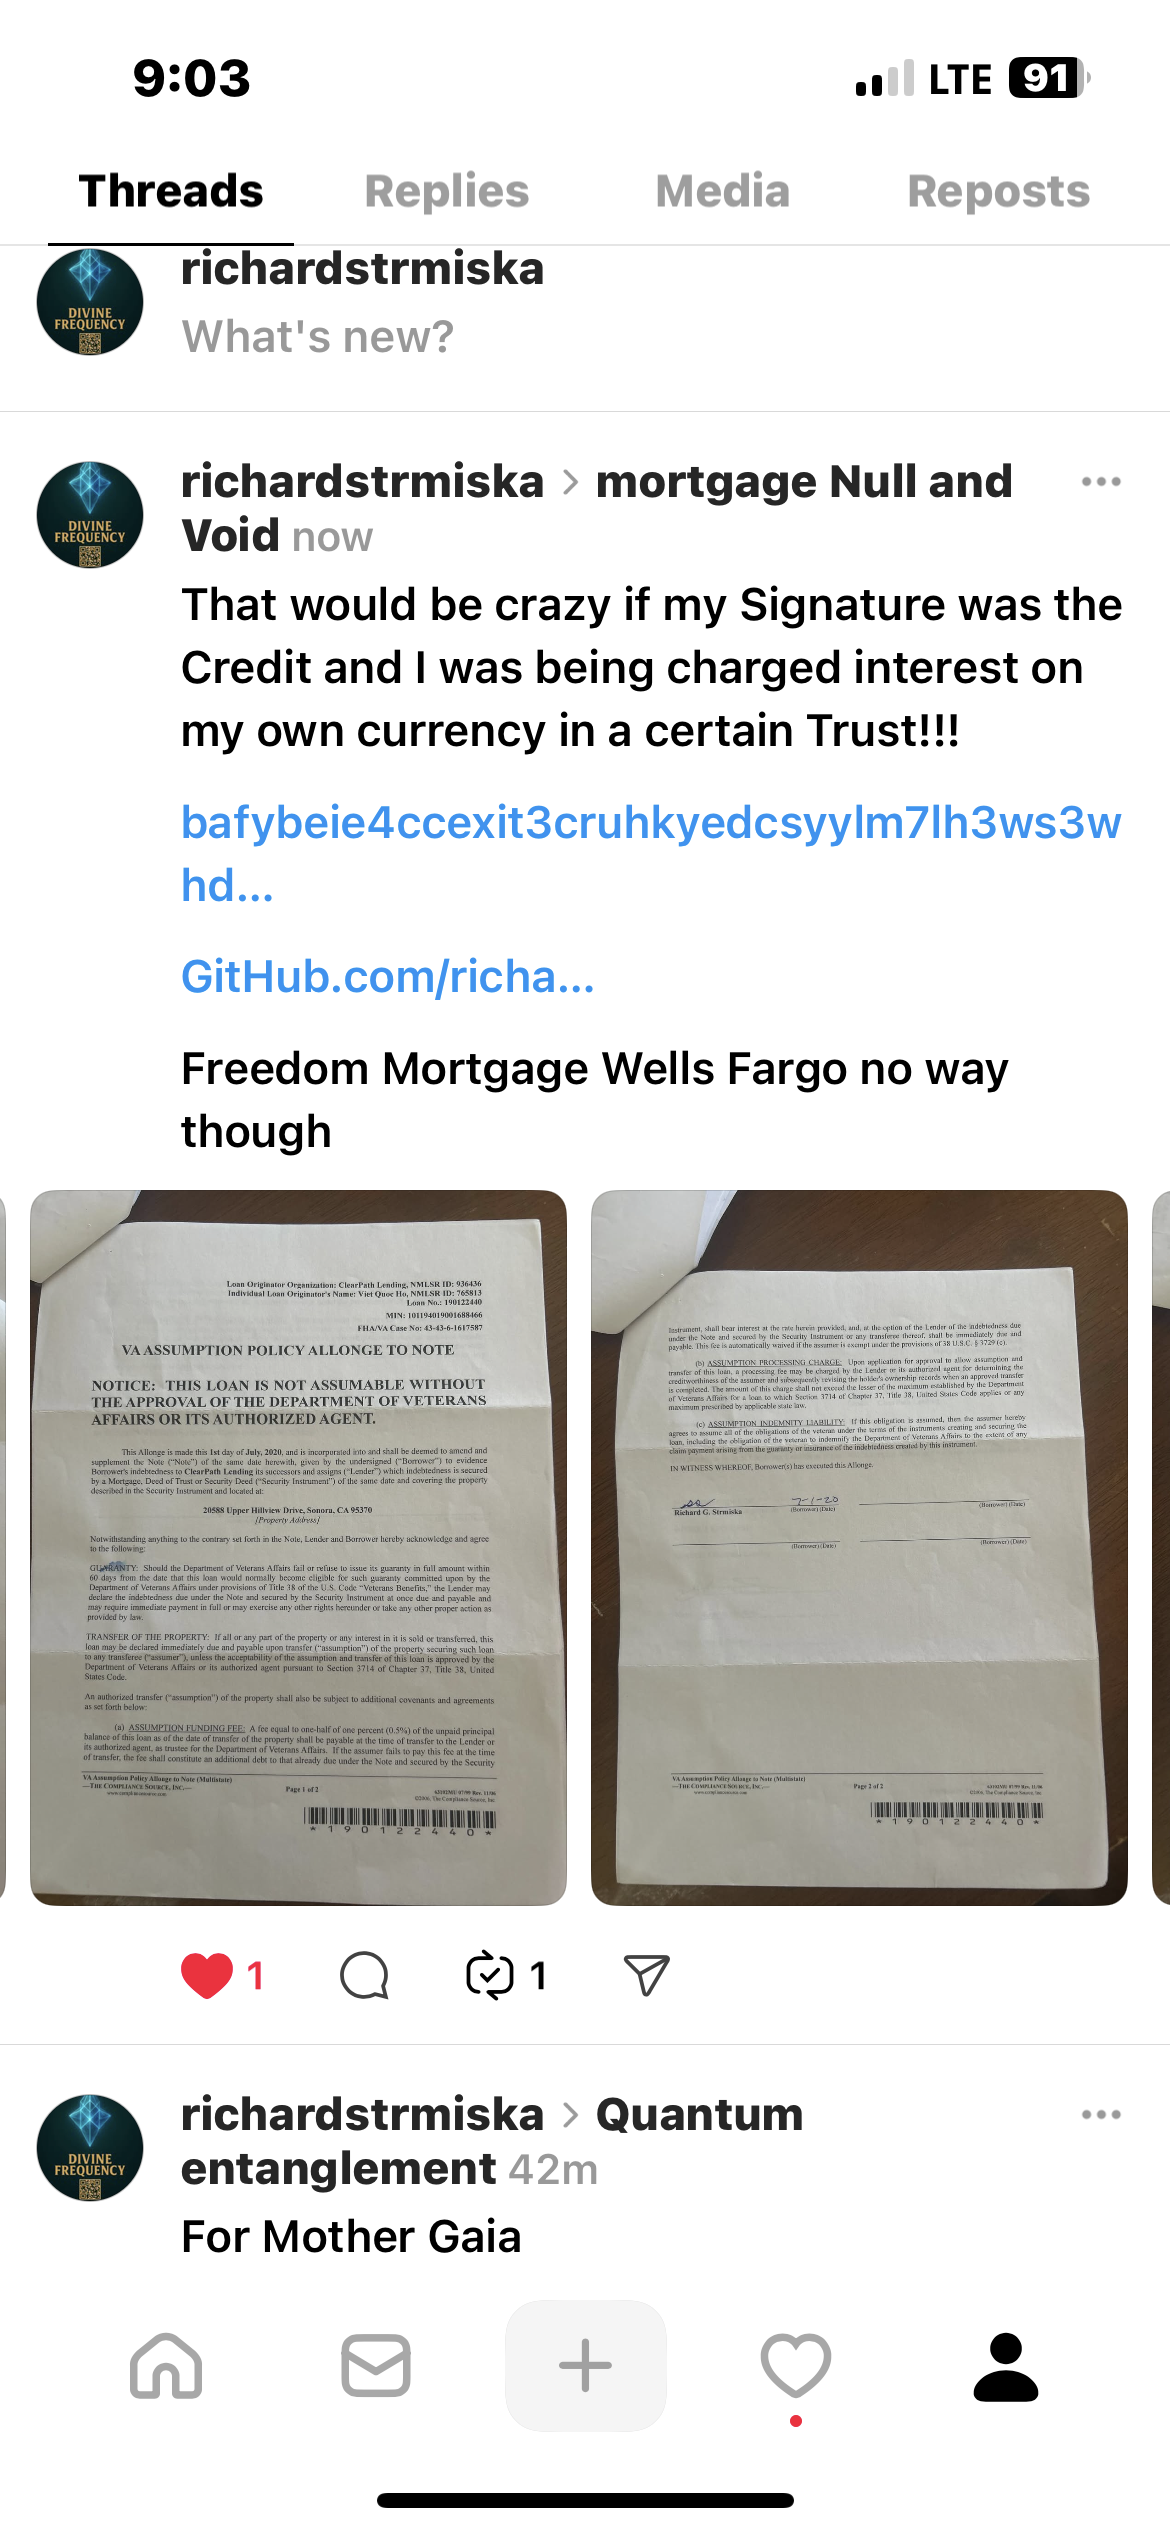 9:03
LTE 91
Threads Replies Media Reposts
DIVINE
FREQUENCY
richardstrmiska
What's new?
DIVINE
FREQUENCY
richardstrmiska > mortgage Null and
Void now
That would be crazy if my Signature was the
Credit and I was being charged interest on
my own currency in a certain Trust!!!
bafybeie4ccexit3cruhkyedcsyylm7lh3ws3w
hd...
GitHub.com/richa...
Freedom Mortgage Wells Fargo no way
though
Loan Originator Organization: ClearPath Lending, NMLSR ID: 936436
Individual Loan Originator's Name: Viet Quoc Ho, NMLSR ID: 765813
Loan No.: 190122440
MIN: 101194019001688466
FHA/VA Case No: 43-43-6-1617587
VA ASSUMPTION POLICY ALLONGE TO NOTE
NOTICE: THIS LOAN IS NOT ASSUMABLE WITHOUT
THE APPROVAL OF THE DEPARTMENT OF VETERANS
AFFAIRS OR ITS AUTHORIZED AGENT.
This Allonge is made this 1st day of July, 2020, and is incorporated into and shall be deemed to amend and
supplement the Note ("Note") of the same date herewith, given by the undersigned ("Borrower") to evidence
Borrower's indebtedness to ClearPath Lending its successors and assigns ("Lender") which indebtedness is secured
by a Mortgage, Deed of Trust or Security Deed ("Security Instrument") of the same date and covering the property
described in the Security Instrument and located at:
20588 Upper Hillview Drive, Sonora, CA 95370
[Property Address]
Notwithstanding anything to the contrary set forth in the Note, Lender and Borrower hereby acknowledge and agree
to the following:
GUARANTY: Should the Department of Veterans Affairs fail or refuse to issue its guaranty in full amount within
60 days from the date that this loan would normally become eligible for such guaranty committed upon by the
Department of Veterans Affairs under provisions of Title 38 of the U.S. Code "Veterans Benefits," the Lender may
declare the indebtedness due under the Note and secured by the Security Instrument at once due and payable and
may require immediate payment in full or may exercise any other rights hereunder or take any other proper action as
provided by law.
TRANSFER OF THE PROPERTY: If all or any part of the property or any interest in it is sold or transferred, this
loan may be declared immediately due and payable upon transfer ("assumption") of the property securing such loan
to any transferee ("assumer"), unless the acceptability of the assumption and transfer of this loan is approved by the
Department of Veterans Affairs or its authorized agent pursuant to Section 3714 of Chapter 37, Title 38, United
States Code.
An authorized transfer ("assumption") of the property shall also be subject to additional covenants and agreements
as set forth below:
(a) ASSUMPTION FUNDING FEE: A fee equal to one-half of one percent (0.5%) of the unpaid principal
balance of this loan as of the date of transfer of the property shall be payable at the time of transfer to the Lender or
its authorized agent, as trustee for the Department of Veterans Affairs. If the assumer fails to pay this fee at the time
of transfer, the fee shall constitute an additional debt to that already due under the Note and secured by the Security
VA Assumption Policy Allonge to Note (Multistate)
—THE COMPLIANCE SOURCE, INC.—
www.compliancesource.com
Page 1 of 2
©2006, The Compliance Source, Inc.
* 1 9 0 1 2 2 4 4 0 *
Instrument, shall bear interest at the rate herein provided, and, at the option of the Lender of the indebtedness due
under the Note and secured by the Security Instrument or any transferee thereof, shall be immediately due and
payable. This fee is automatically waived if the assumer is exempt under the provisions of 38 U.S.C. § 3729 (c).
(b) ASSUMPTION PROCESSING CHARGE: Upon application for approval to allow assumption and
transfer of this loan, a processing fee may be charged by the Lender or its authorized agent for determining the
creditworthiness of the assumer and subsequently revising the holder's ownership records when an approved transfer
is completed. The amount of this charge shall not exceed the lesser of the maximum established by the Department
of Veterans Affairs for a loan to which Section 3714 of Chapter 37, Title 38, United States Code applies or any
maximum prescribed by applicable state law.
(c) ASSUMPTION INDEMNITY LIABILITY: If this obligation is assumed, then the assumer hereby
agrees to assume all of the obligations of the veteran under the terms of the instruments creating and securing the
loan, including the obligation of the veteran to indemnify the Department of Veterans Affairs to the extent of any
claim payment arising from the guaranty or insurance of the indebtedness created by this instrument.
IN WITNESS WHEREOF, Borrower(s) has executed this Allonge.
7-1-20
Richard G. Strmiska
(Borrower) (Date)
(Borrower) (Date)
(Borrower) (Date)
(Borrower) (Date)
VA Assumption Policy Allonge to Note (Multistate)
—THE COMPLIANCE SOURCE, INC.—
www.compliancesource.com
Page 2 of 2
©2006, The Compliance Source, Inc.
* 1 9 0 1 2 2 4 4 0 *
1
1
DIVINE
FREQUENCY
richardstrmiska > Quantum
entanglement 42m
For Mother Gaia